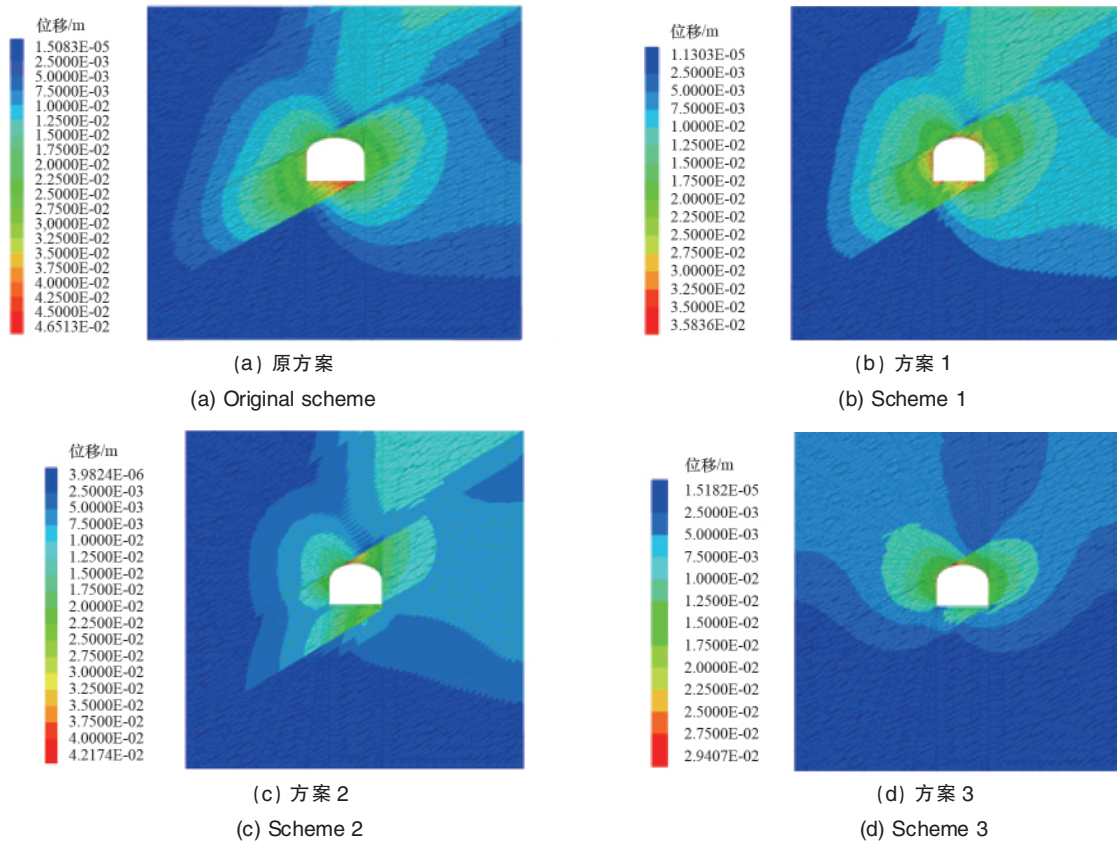 位移/m
1.5083E-05
2.5000E-03
5.0000E-03
7.5000E-03
1.0000E-02
1.2500E-02
1.5000E-02
1.7500E-02
2.0000E-02
2.2500E-02
2.5000E-02
2.7500E-02
3.0000E-02
3.2500E-02
3.5000E-02
3.7500E-02
4.0000E-02
4.2500E-02
4.5000E-02
4.6513E-02
(a) 原方案
(a) Original scheme
位移/m
1.1303E-05
2.5000E-03
5.0000E-03
7.5000E-03
1.0000E-02
1.2500E-02
1.5000E-02
1.7500E-02
2.0000E-02
2.2500E-02
2.5000E-02
2.7500E-02
3.0000E-02
3.2500E-02
3.5000E-02
3.5836E-02
(b) 方案 1
(b) Scheme 1
位移/m
3.9824E-06
2.5000E-03
5.0000E-03
7.5000E-03
1.0000E-02
1.2500E-02
1.5000E-02
1.7500E-02
2.0000E-02
2.2500E-02
2.5000E-02
2.7500E-02
3.0000E-02
3.2500E-02
3.5000E-02
3.7500E-02
4.0000E-02
4.2174E-02
(c) 方案 2
(c) Scheme 2
位移/m
1.5182E-05
2.5000E-03
5.0000E-03
7.5000E-03
1.0000E-02
1.2500E-02
1.5000E-02
1.7500E-02
2.0000E-02
2.2500E-02
2.5000E-02
2.7500E-02
2.9407E-02
(d) 方案 3
(d) Scheme 3